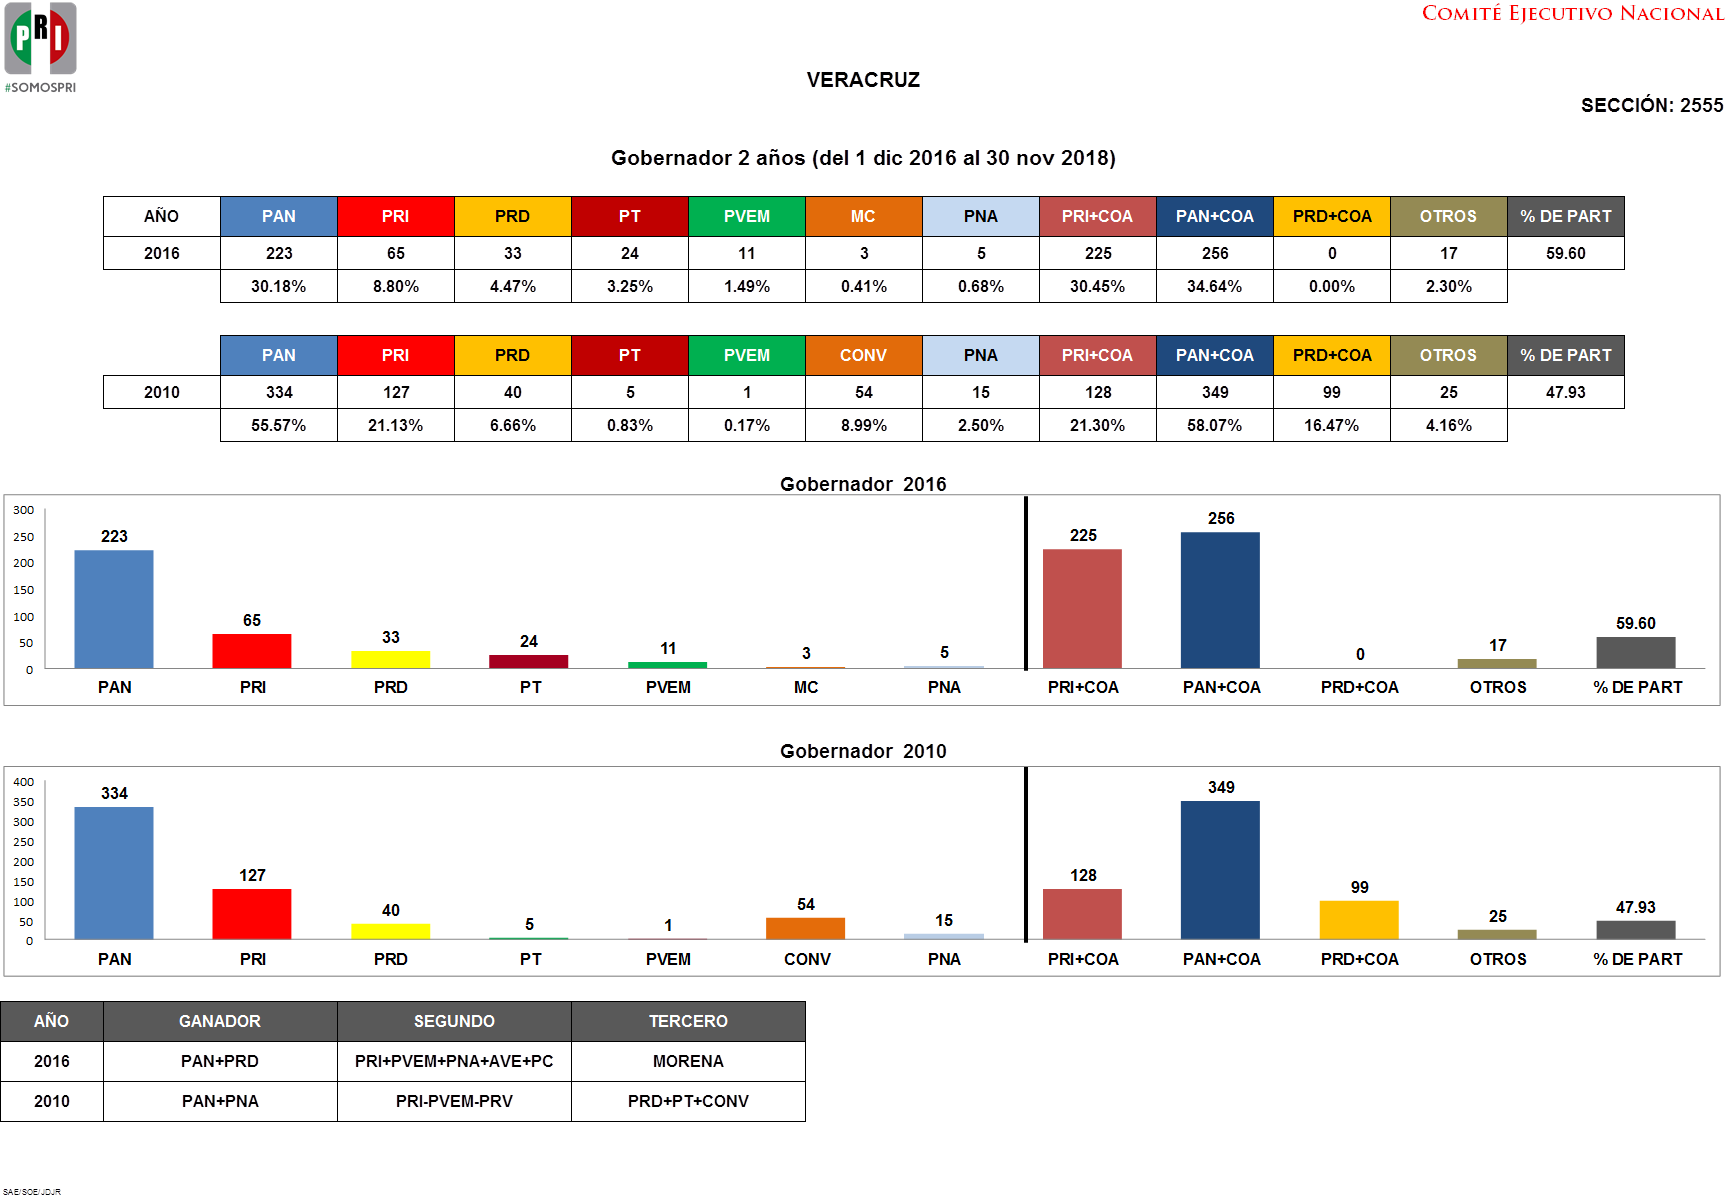 PRI
#SOMOSPRI
COMITÉ EJECUTIVO NACIONAL
VERACRUZ
SECCIÓN: 2555
Gobernador 2 años (del 1 dic 2016 al 30 nov 2018)
AÑO PAN PRI PRD PT PVEM MC PNA PRI+COA PAN+COA PRD+COA OTROS % DE PART
2016 223 65 33 24 11 3 5 225 256 0 17 59.60
30.18% 8.80% 4.47% 3.25% 1.49% 0.41% 0.68% 30.45% 34.64% 0.00% 2.30%
PAN PRI PRD PT PVEM CONV PNA PRI+COA PAN+COA PRD+COA OTROS % DE PART
2010 334 127 40 5 1 54 15 128 349 99 25 47.93
55.57% 21.13% 6.66% 0.83% 0.17% 8.99% 2.50% 21.30% 58.07% 16.47% 4.16%
Gobernador 2016
300
250
200
150
100
50
0
223 65 33 24 11 3 5 225 256 0 17 59.60
PAN PRI PRD PT PVEM MC PNA PRI+COA PAN+COA PRD+COA OTROS % DE PART
Gobernador 2010
400
350
300
250
200
150
100
50
0
334 127 40 5 1 54 15 128 349 99 25 47.93
PAN PRI PRD PT PVEM CONV PNA PRI+COA PAN+COA PRD+COA OTROS % DE PART
AÑO GANADOR SEGUNDO TERCERO
2016 PAN+PRD PRI+PVEM+PNA+AVE+PC MORENA
2010 PAN+PNA PRI-PVEM-PRV PRD+PT+CONV
SAE/SOE/JDJR